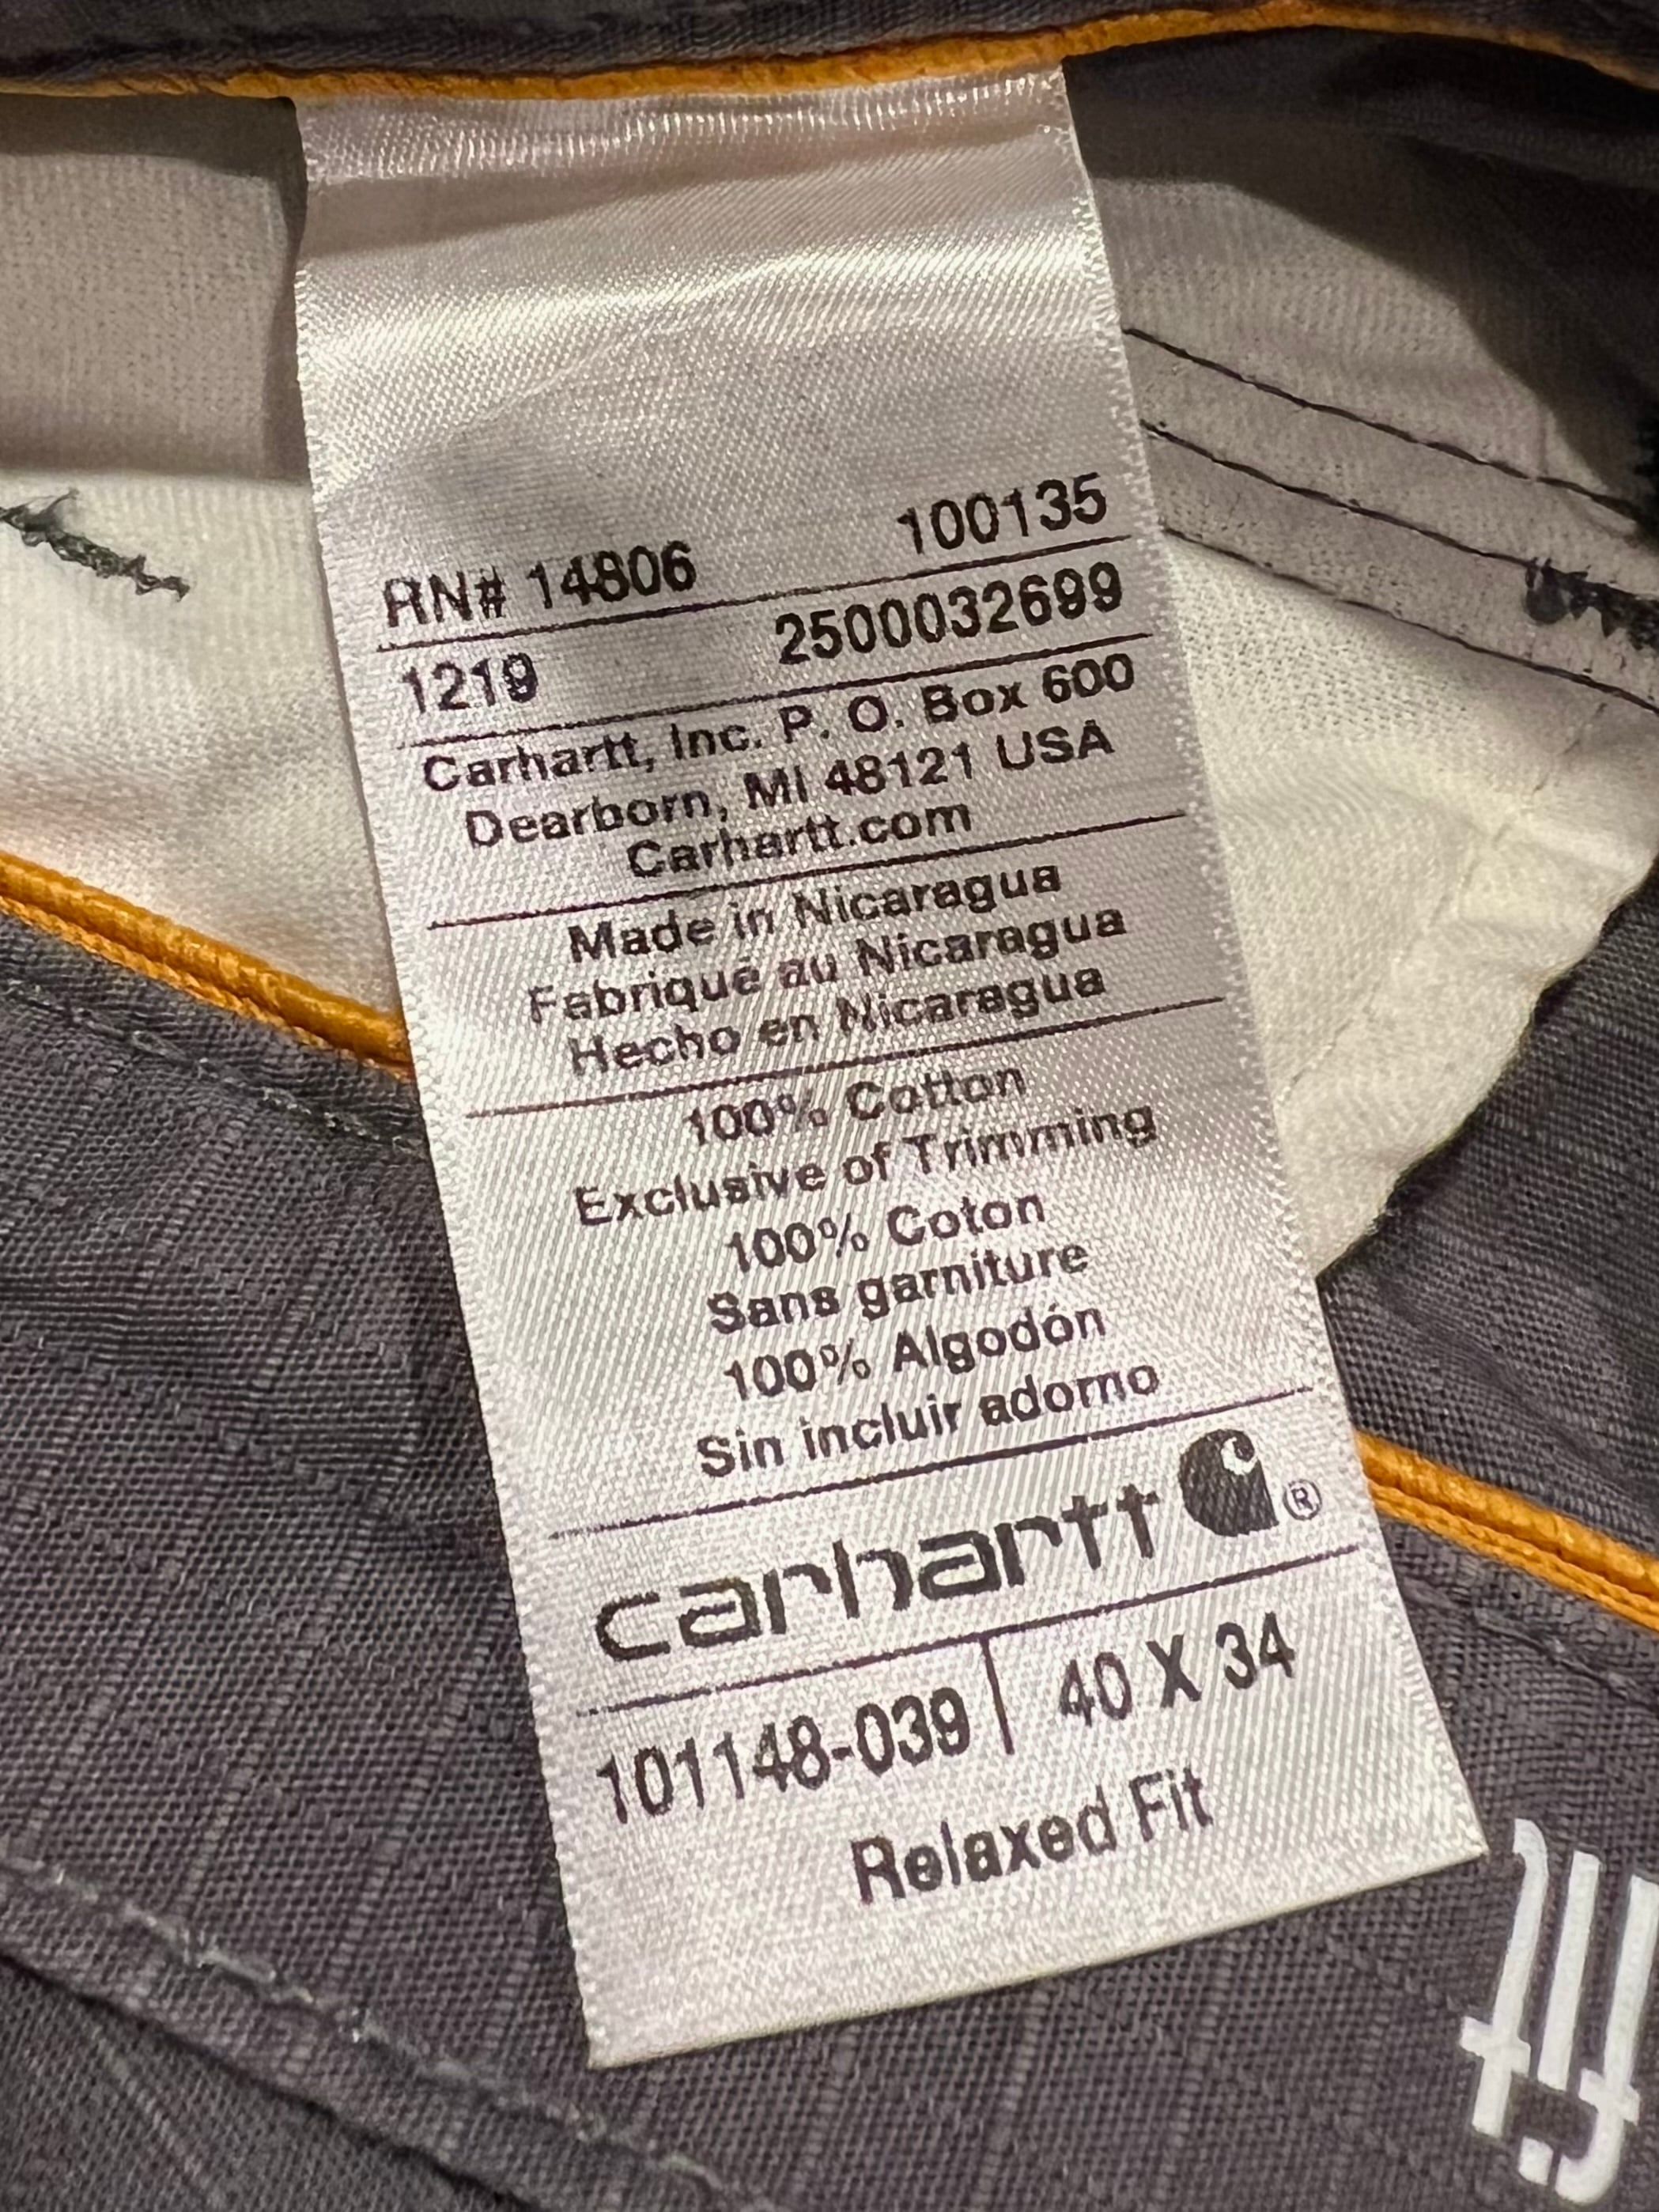 RN# 14806 100135
1219 2500032699
Carhartt, Inc. P. O. Box 600
Dearborn, MI 48121 USA
Carhartt.com
Made in Nicaragua
Fabriqué au Nicaragua
Hecho en Nicaragua
100% Cotton
Exclusive of Trimming
100% Coton
Sans garniture
100% Algodón
Sin incluir adorno
carhartt ®
101148-039 | 40 X 34
Relaxed Fit
fit